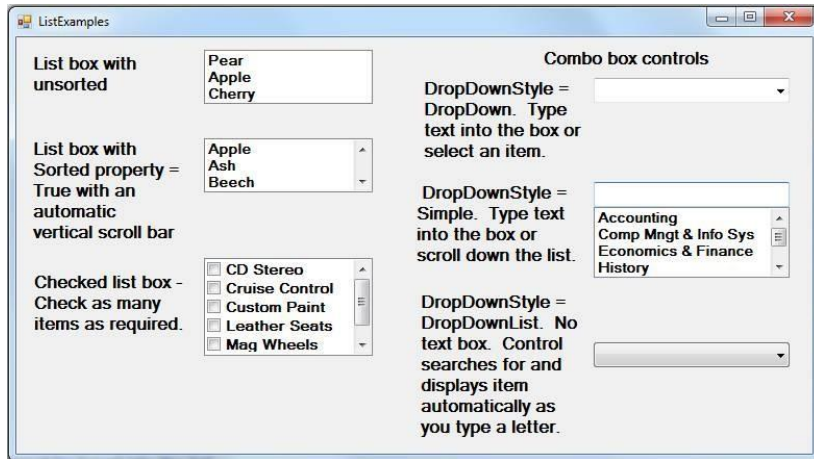 ListExamples
List box with
unsorted
Pear
Apple
Cherry
List box with
Sorted property =
True with an
automatic
vertical scroll bar
Apple
Ash
Beech
Checked list box -
Check as many
items as required.
CD Stereo
Cruise Control
Custom Paint
Leather Seats
Mag Wheels
Combo box controls
DropDownStyle =
DropDown. Type
text into the box or
select an item.
DropDownStyle =
Simple. Type text
into the box or
scroll down the list.
Accounting
Comp Mngt & Info Sys
Economics & Finance
History
DropDownStyle =
DropDownList. No
text box. Control
searches for and
displays item
automatically as
you type a letter.